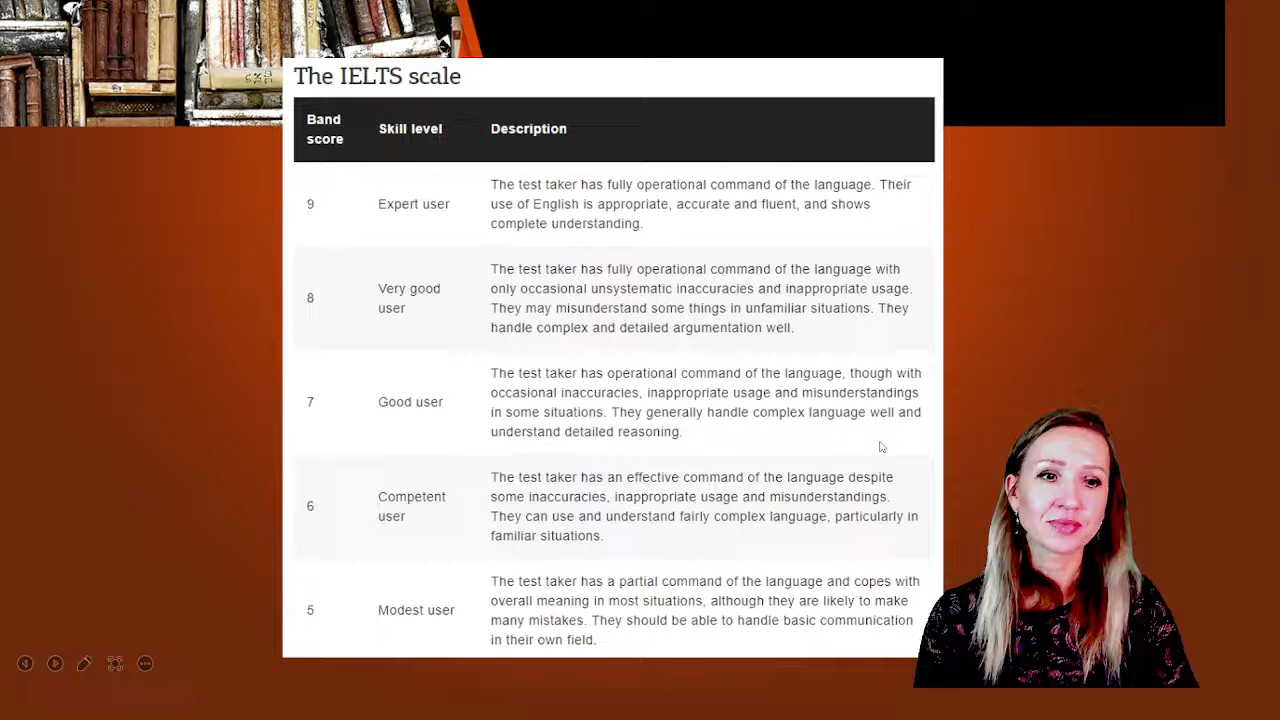 The IELTS scale
Band
score
Skill level
Description
9
Expert user
The test taker has fully operational command of the language. Their
use of English is appropriate, accurate and fluent, and shows
complete understanding.
8
Very good
user
The test taker has fully operational command of the language with
only occasional unsystematic inaccuracies and inappropriate usage.
They may misunderstand some things in unfamiliar situations. They
handle complex and detailed argumentation well.
7
Good user
The test taker has operational command of the language, though with
occasional inaccuracies, inappropriate usage and misunderstandings
in some situations. They generally handle complex language well and
understand detailed reasoning.
6
Competent
user
The test taker has an effective command of the language despite
some inaccuracies, inappropriate usage and misunderstandings.
They can use and understand fairly complex language, particularly in
familiar situations.
5
Modest user
The test taker has a partial command of the language and copes with
overall meaning in most situations, although they are likely to make
many mistakes. They should be able to handle basic communication
in their own field.